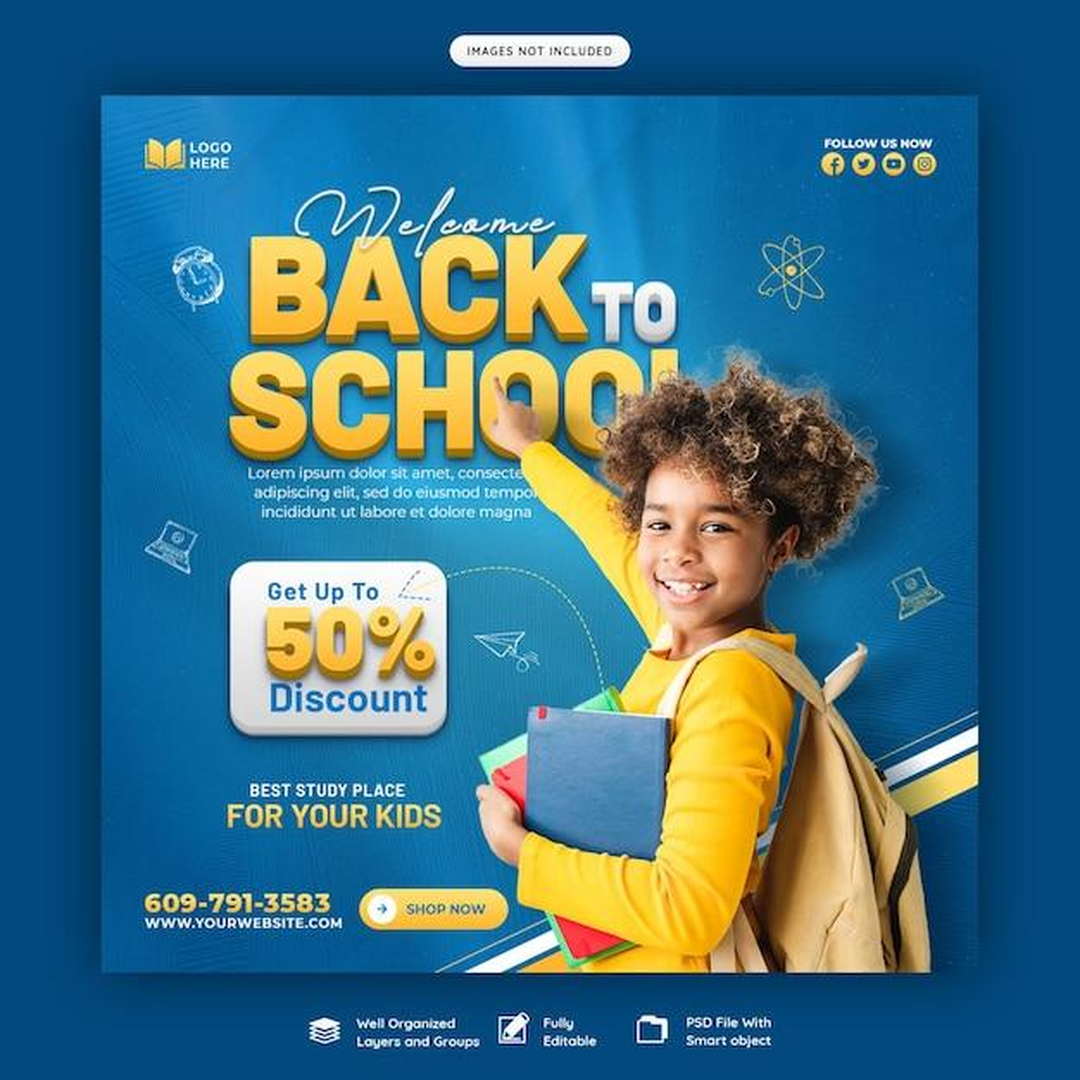 IMAGES NOT INCLUDED
LOGO
HERE
FOLLOW US NOW
Welcome
BACK TO
SCHOOL
Lorem ipsum dolor sit amet, consecte
adipiscing elit, sed do eiusmod tempor
incididunt ut labore et dolore magna
Get Up To
50%
Discount
BEST STUDY PLACE
FOR YOUR KIDS
609-791-3583
WWW.YOURWEBSITE.COM
SHOP NOW
Well Organized
Layers and Groups
Fully
Editable
PSD File With
Smart object